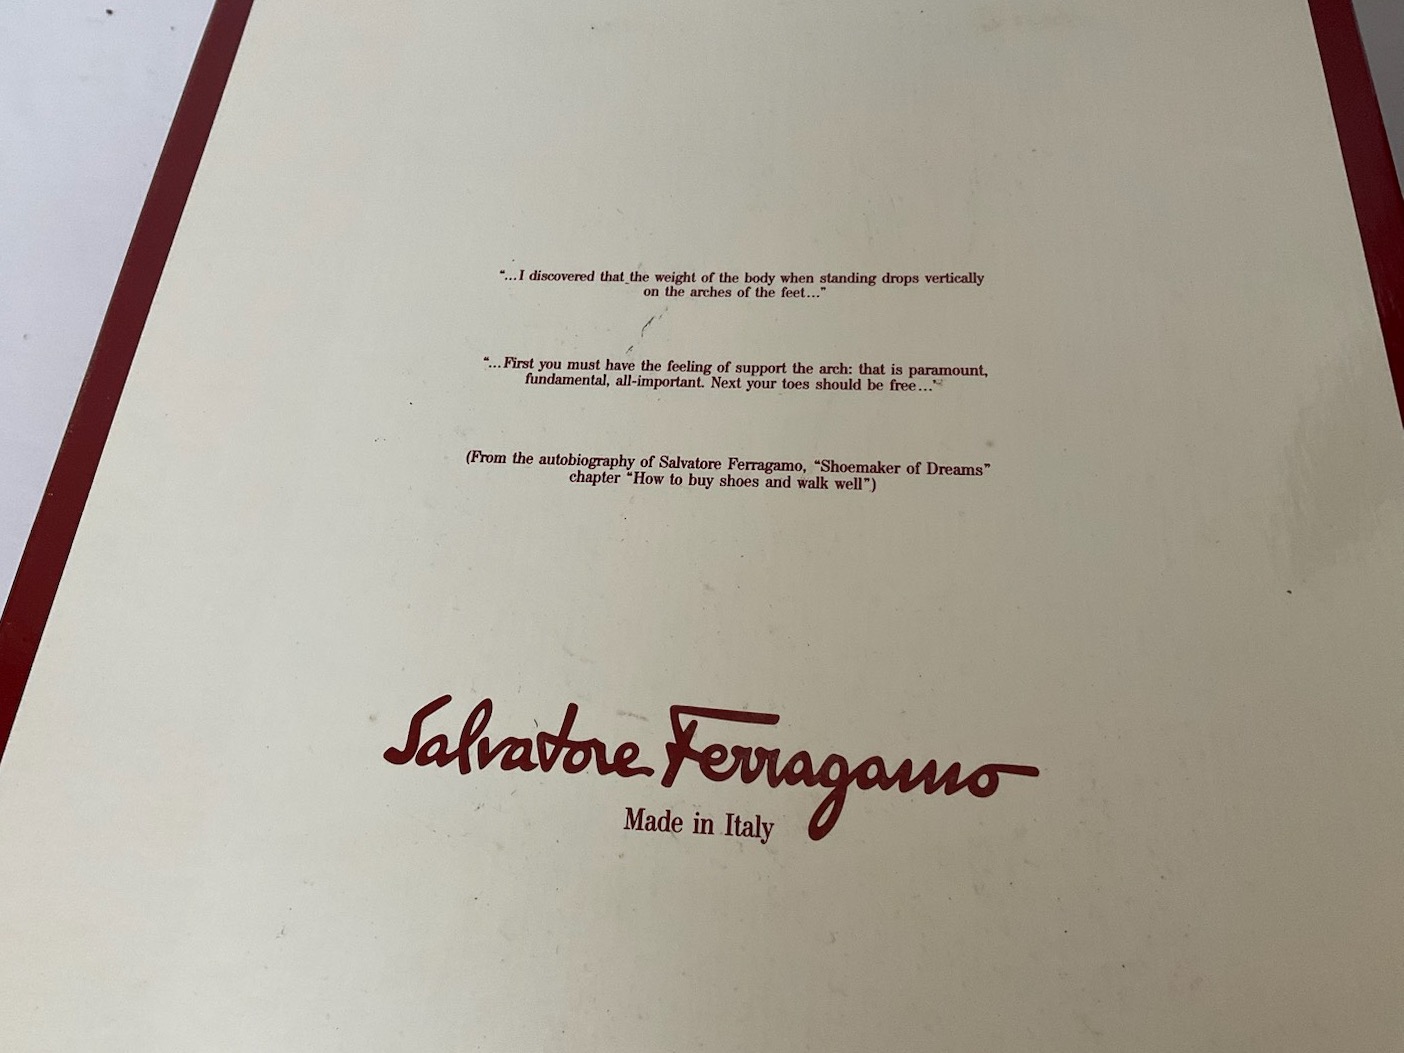 “...I discovered that the weight of the body when standing drops vertically
on the arches of the feet...”
“...First you must have the feeling of support the arch: that is paramount,
fundamental, all-important. Next your toes should be free...”
(From the autobiography of Salvatore Ferragamo, “Shoemaker of Dreams”
chapter “How to buy shoes and walk well”)
Salvatore Ferragamo
Made in Italy